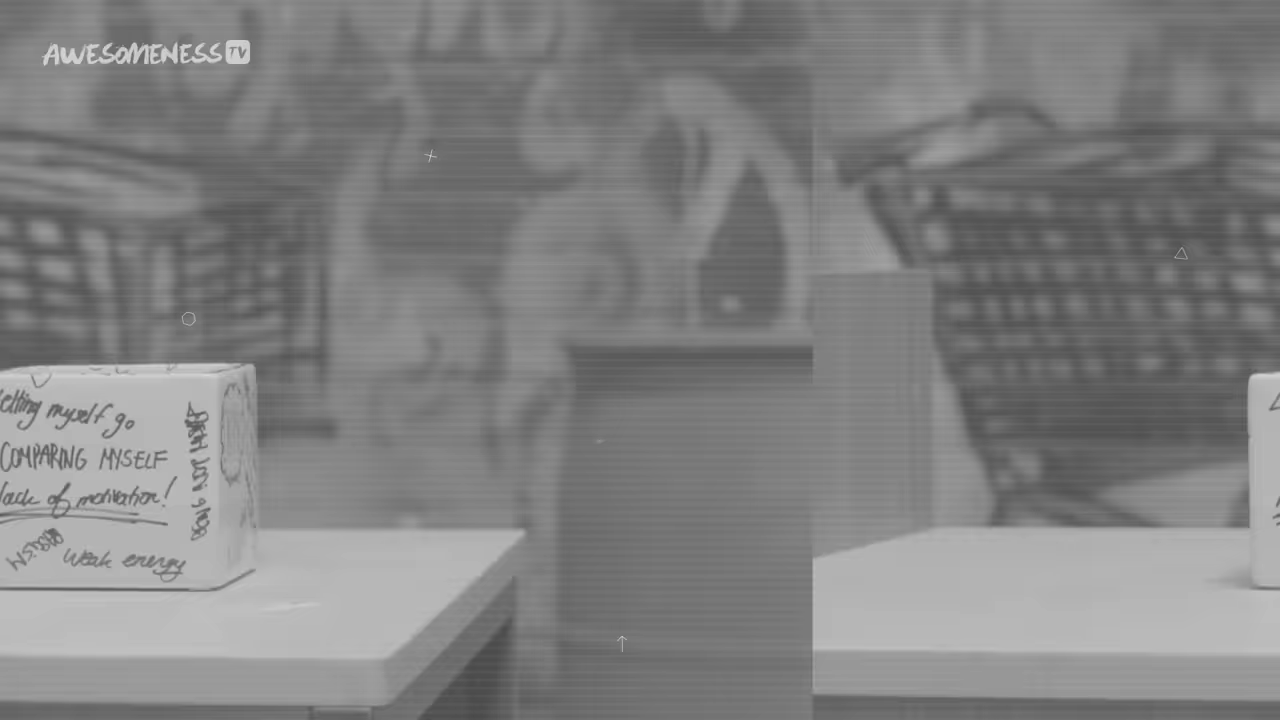 AWESOMENESS TV
letting myself go
COMPARING MYSELF
lack of motivation!
weak energy